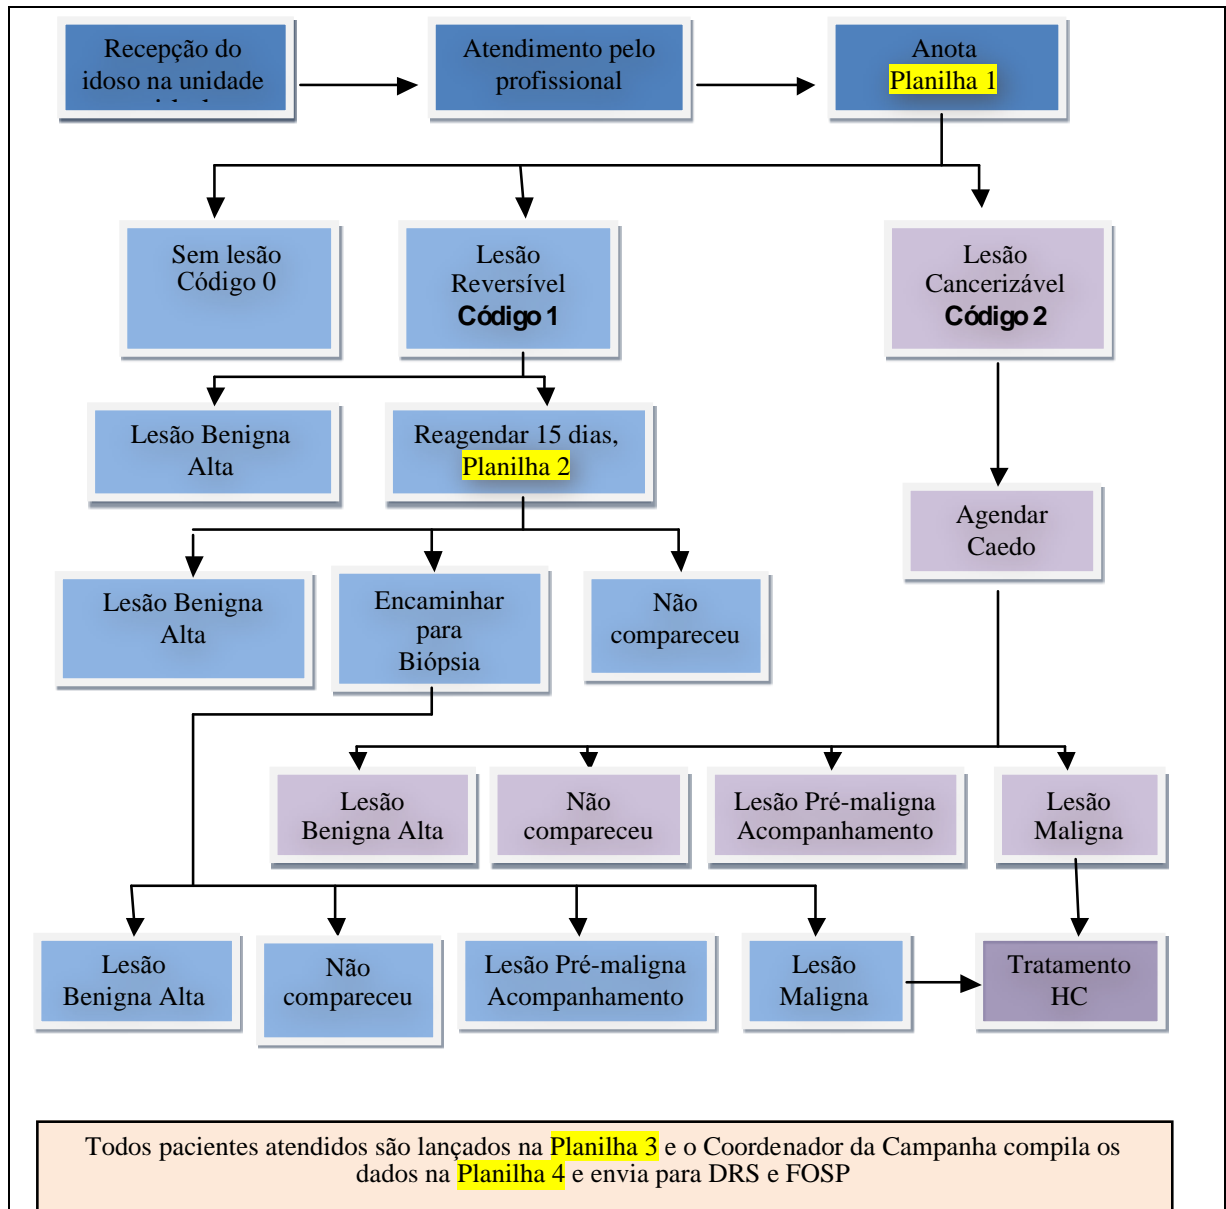 Recepção do
idoso na unidade
Atendimento pelo
profissional
Anota
Planilha 1
Sem lesão
Código 0
Lesão
Reversível
Código 1
Lesão
Cancerizável
Código 2
Lesão Benigna
Alta
Reagendar 15 dias,
Planilha 2
Agendar
Caedo
Lesão Benigna
Alta
Encaminhar
para
Biópsia
Não
compareceu
Lesão
Benigna Alta
Não
compareceu
Lesão Pré-maligna
Acompanhamento
Lesão
Maligna
Lesão
Benigna Alta
Não
compareceu
Lesão Pré-maligna
Acompanhamento
Lesão
Maligna
Tratamento
HC
Todos pacientes atendidos são lançados na Planilha 3 e o Coordenador da Campanha compila os
dados na Planilha 4 e envia para DRS e FOSP